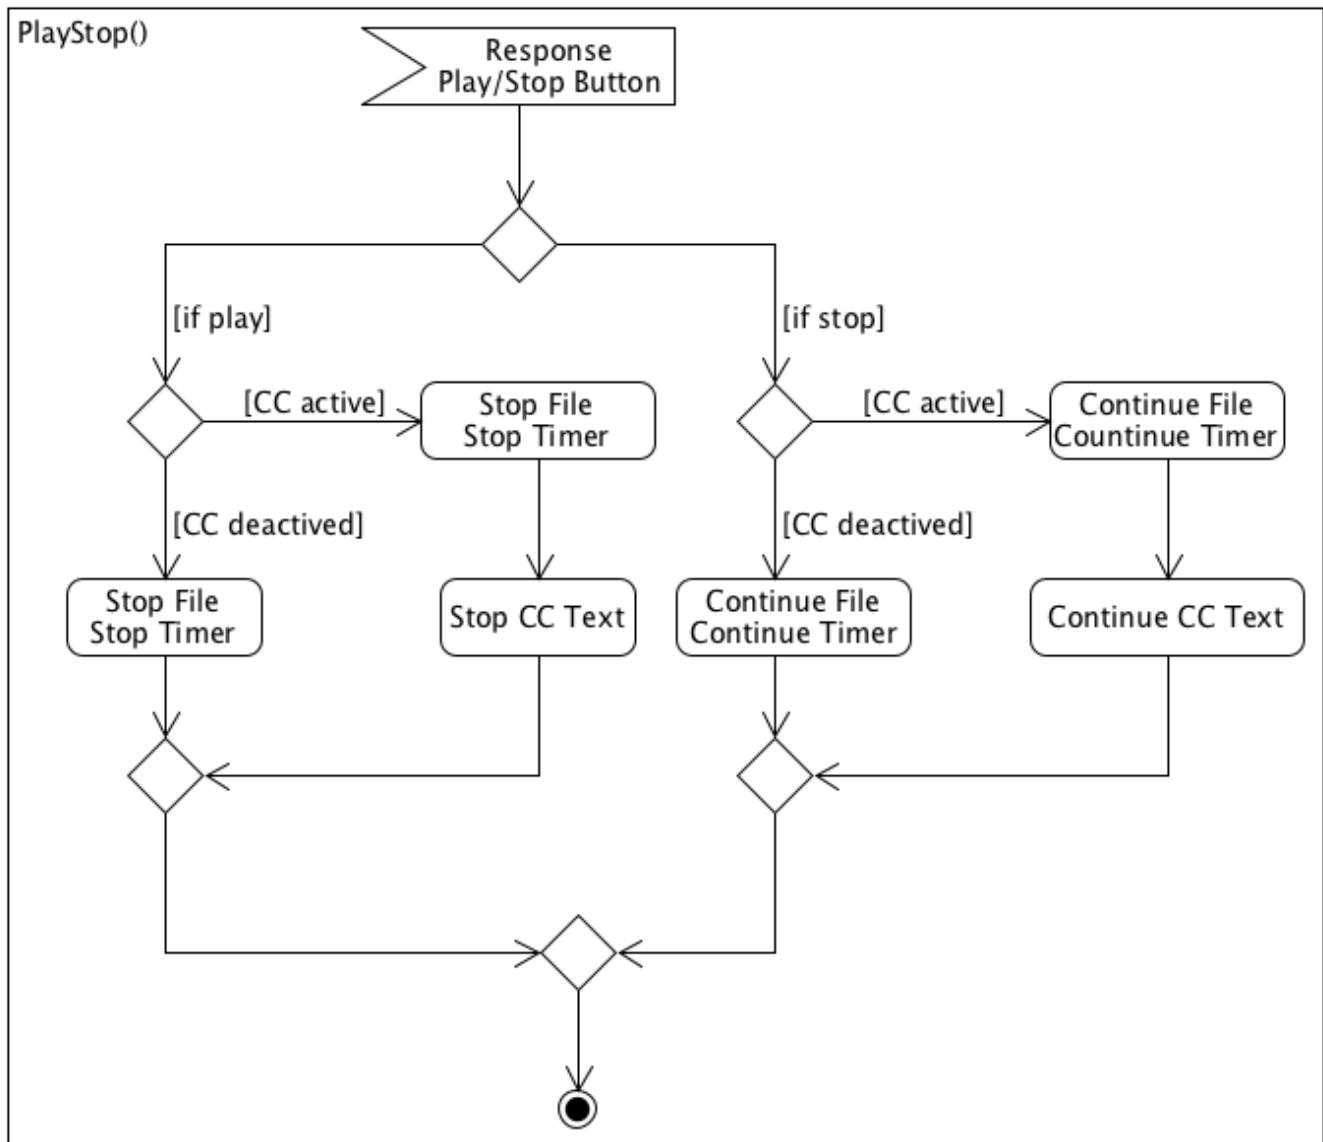 PlayStop()
Response
Play/Stop Button
[if play]
[if stop]
[CC active]
Stop File
Stop Timer
[CC active]
Continue File
Countinue Timer
[CC deactived]
[CC deactived]
Stop File
Stop Timer
Stop CC Text
Continue File
Continue Timer
Continue CC Text